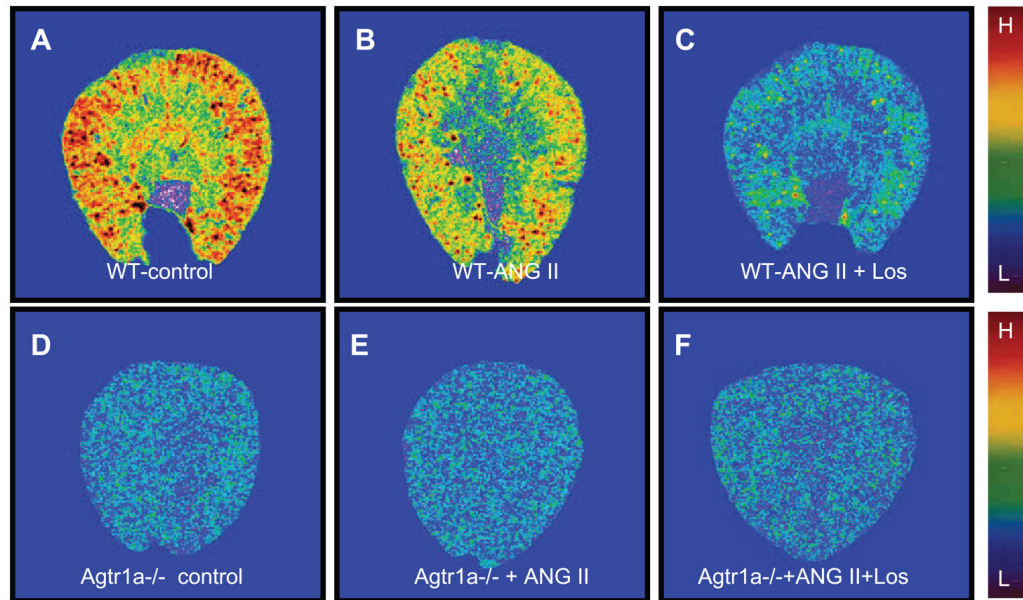 A
B
C
H
WT-control
WT-ANG II
WT-ANG II + Los
L
D
E
F
H
Agtr1a-/- control
Agtr1a-/- + ANG II
Agtr1a-/-+ANG II+Los
L